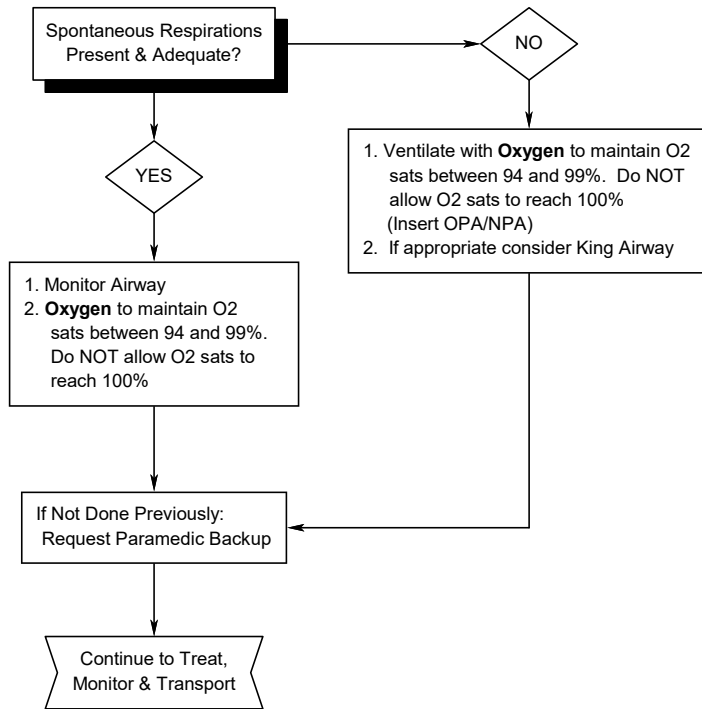 Spontaneous Respirations
Present & Adequate?
NO
YES
1. Ventilate with Oxygen to maintain O2
sats between 94 and 99%.  Do NOT
allow O2 sats to reach 100%
(Insert OPA/NPA)
2.  If appropriate consider King Airway
1. Monitor Airway
2. Oxygen to maintain O2
sats between 94 and 99%.
Do NOT allow O2 sats to
reach 100%
If Not Done Previously:
Request Paramedic Backup
Continue to Treat,
Monitor & Transport